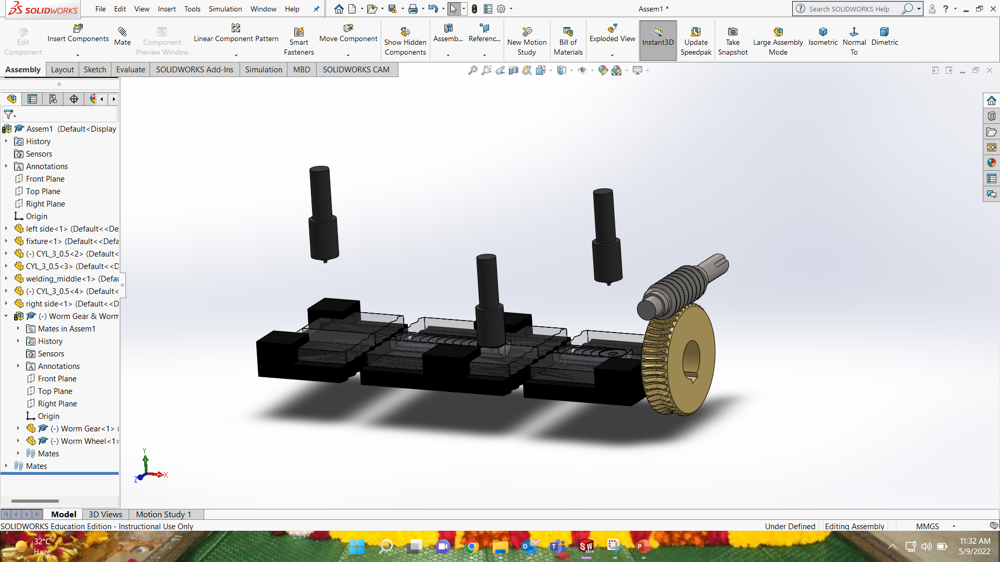 SOLIDWORKS File Edit View Insert Tools Simulation Window Help Assem1 * Search SOLIDWORKS Help ?
Edit Component
Insert Components
Mate
Component Preview Window
Linear Component Pattern
Smart Fasteners
Move Component
Show Hidden Components
Assemb...
Referenc...
New Motion Study
Bill of Materials
Exploded View
Instant3D
Update Speedpak
Take Snapshot
Large Assembly Mode
Isometric
Normal To
Dimetric
Assembly Layout Sketch Evaluate SOLIDWORKS Add-Ins Simulation MBD SOLIDWORKS CAM
Assem1 (Default<Display
History
Sensors
Annotations
Front Plane
Top Plane
Right Plane
Origin
left side<1> (Default<<De
fixture<1> (Default<<Defa
(-) CYL_3_0.5<2> (Default<
CYL_3_0.5<3> (Default<<D
welding_middle<1> (Defau
(-) CYL_3_0.5<4> (Default<
right side<1> (Default<<D
(-) Worm Gear & Worm
Mates in Assem1
History
Sensors
Annotations
Front Plane
Top Plane
Right Plane
Origin
(-) Worm Gear<1> (
(-) Worm Wheel<1>
Mates
Mates
Y
X
Z
Model 3D Views Motion Study 1
SOLIDWORKS Education Edition - Instructional Use Only Under Defined Editing Assembly MMGS
32°C
Haze
SW
2019
P
11:32 AM
5/9/2022